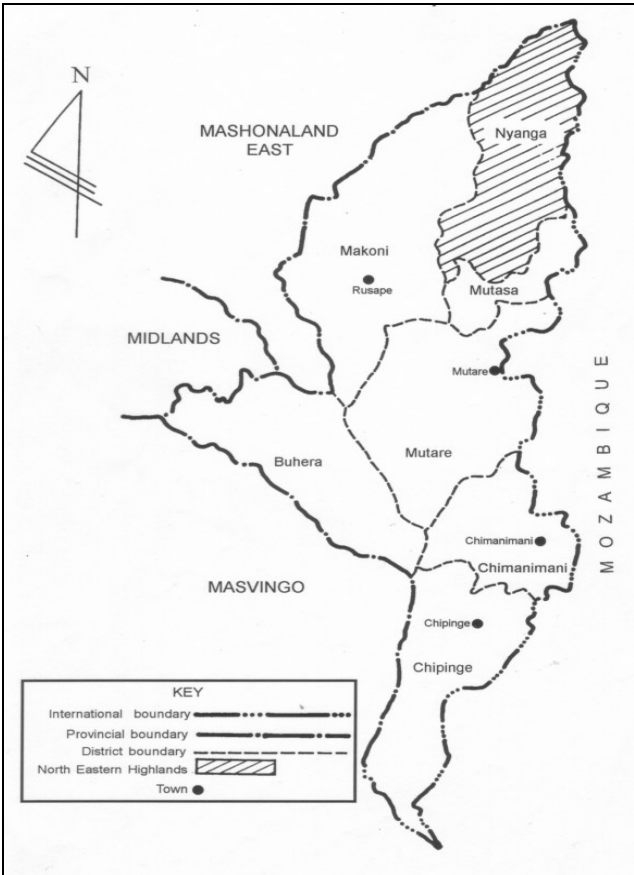 N
MASHONALAND
EAST
Nyanga
Makoni
Rusape
Mutasa
MIDLANDS
Mutare
MOZAMBIQUE
Buhera
Mutare
Chimanimani
Chimanimani
MASVINGO
Chipinge
Chipinge
KEY
International boundary
Provincial boundary
District boundary
North Eastern Highlands
Town